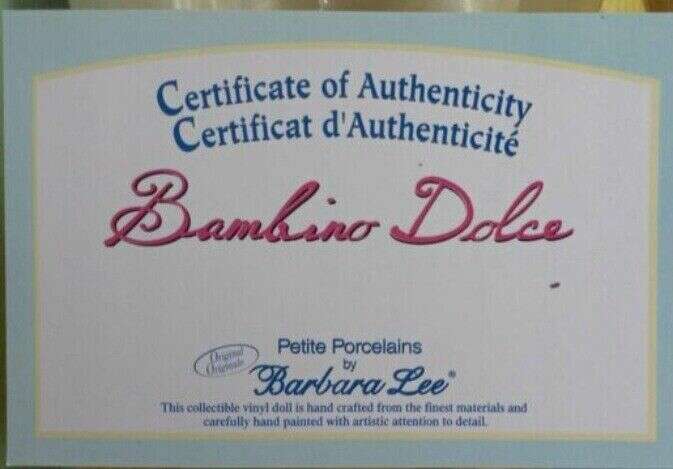 Certificate of Authenticity
Certificat d'Authenticité
Bambino Dolce
Original
Originale
Petite Porcelains
by
Barbara Lee®
This collectible vinyl doll is hand crafted from the finest materials and
carefully hand painted with artistic attention to detail.